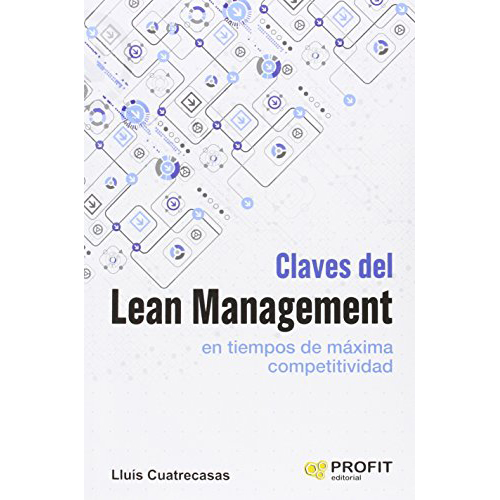 Claves del
Lean Management
en tiempos de máxima
competitividad
Lluís Cuatrecasas
PROFIT
editorial